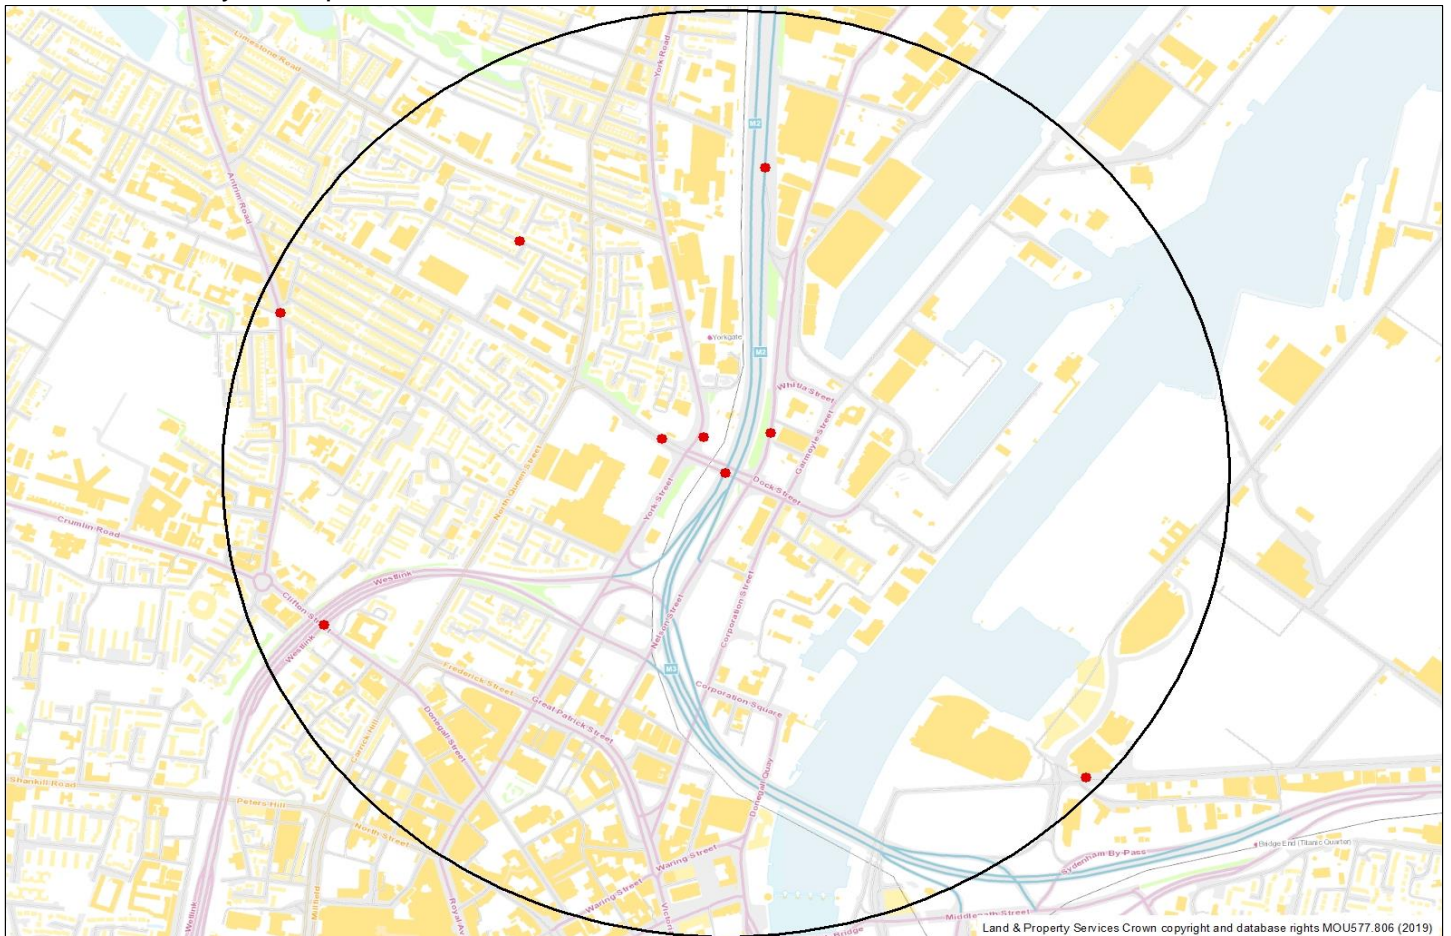 Limestone Road
York Road
M2
Antrim Road
Yorkgate
M2
Whitla Street
Garmoyle Street
North Queen Street
York Street
Dock Street
Crumlin Road
Westlink
Clifton Street
Westlink
Nelson Street
Corporation Street
M3
Frederick Street
Great Patrick Street
Corporation Square
Donegall Street
Carrick Hill
Donegall Quay
Shankill Road
Peters Hill
North Street
Millfield
Westlink
Waring Street
Waring Street
Royal Av
Victori
Bridge End (Titanic Quarter)
Sydenham By-Pass
Middlepath Street
Bridge
Land & Property Services Crown copyright and database rights MOU577.806 (2019)